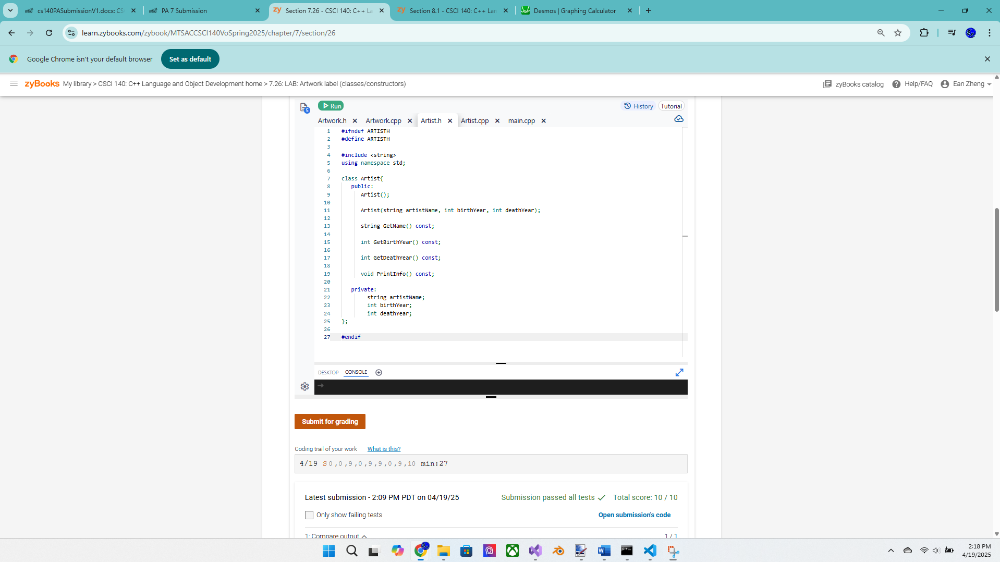 cs140PASubmissionV1.docx: CS
PA 7 Submission
Section 7.26 - CSCI 140: C++ La
Section 8.1 - CSCI 140: C++ Lan
Desmos | Graphing Calculator
learn.zybooks.com/zybook/MTSACCSCI140VoSpring2025/chapter/7/section/26
Google Chrome isn't your default browser
Set as default
zyBooks My library > CSCI 140: C++ Language and Object Development home > 7.26: LAB: Artwork label (classes/constructors)
zyBooks catalog
Help/FAQ
Ean Zheng
5
Run
History
Tutorial
Artwork.h
Artwork.cpp
Artist.h
Artist.cpp
main.cpp
1 #ifndef ARTISTH
2 #define ARTISTH
3
4 #include <string>
5 using namespace std;
6
7 class Artist{
8 public:
9 Artist();
10
11 Artist(string artistName, int birthYear, int deathYear);
12
13 string GetName() const;
14
15 int GetBirthYear() const;
16
17 int GetDeathYear() const;
18
19 void PrintInfo() const;
20
21 private:
22 string artistName;
23 int birthYear;
24 int deathYear;
25 };
26
27 #endif
DESKTOP
CONSOLE
Submit for grading
Coding trail of your work
What is this?
4/19 S0,0,9,0,9,9,0,9,10 min:27
Latest submission - 2:09 PM PDT on 04/19/25
Submission passed all tests
Total score: 10 / 10
Only show failing tests
Open submission's code
1: Compare output
1 / 1
2:18 PM
4/19/2025